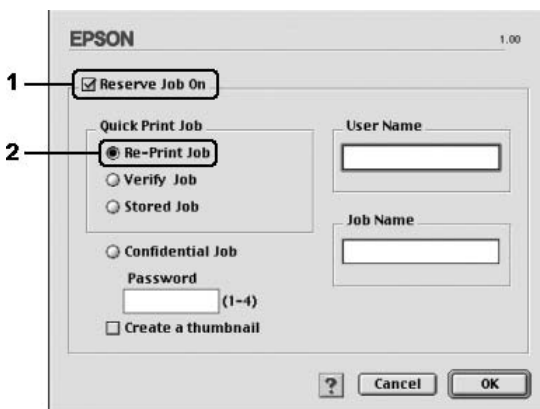 EPSON
1.00
1
Reserve Job On
Quick Print Job
2
Re-Print Job
Verify Job
Stored Job
Confidential Job
Password
(1-4)
Create a thumbnail
User Name
Job Name
?
Cancel
OK